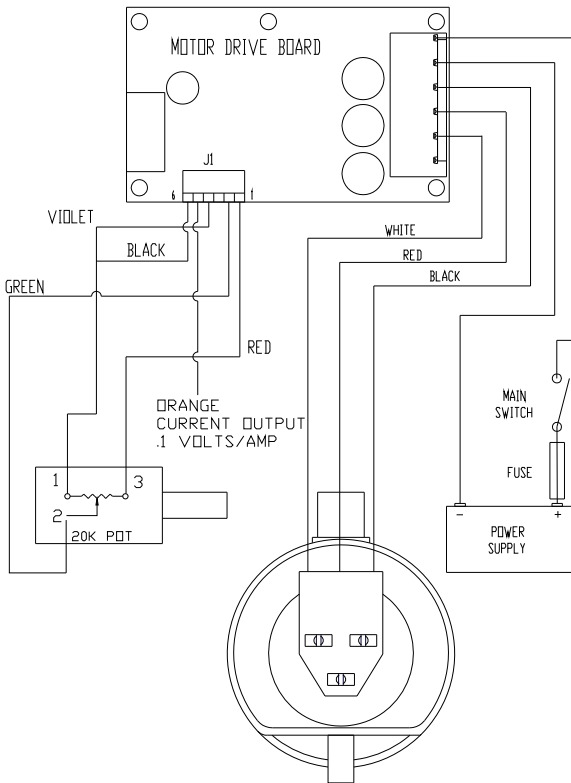 MOTOR DRIVE BOARD
J1
6 1
VIOLET
BLACK
GREEN
RED
ORANGE
CURRENT OUTPUT
.1 VOLTS/AMP
WHITE
RED
BLACK
MAIN
SWITCH
FUSE
- +
POWER
SUPPLY
1 3
2
20K POT